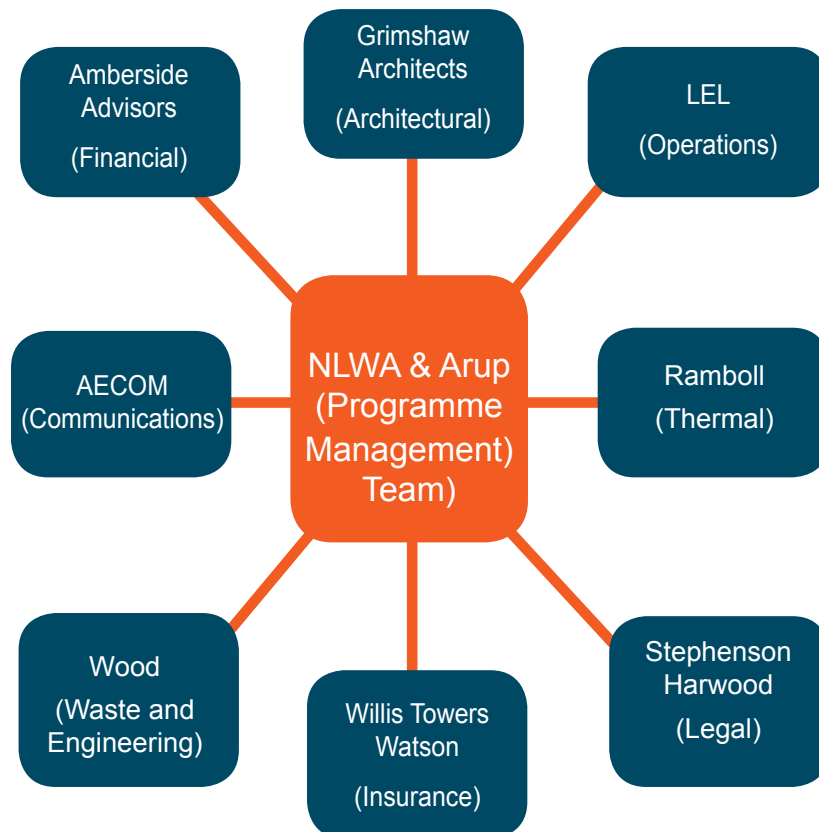 Amberside
Advisors
(Financial)
Grimshaw
Architects
(Architectural)
LEL
(Operations)
AECOM
(Communications)
NLWA & Arup
(Programme
Management)
Team)
Ramboll
(Thermal)
Wood
(Waste and
Engineering)
Willis Towers
Watson
(Insurance)
Stephenson
Harwood
(Legal)